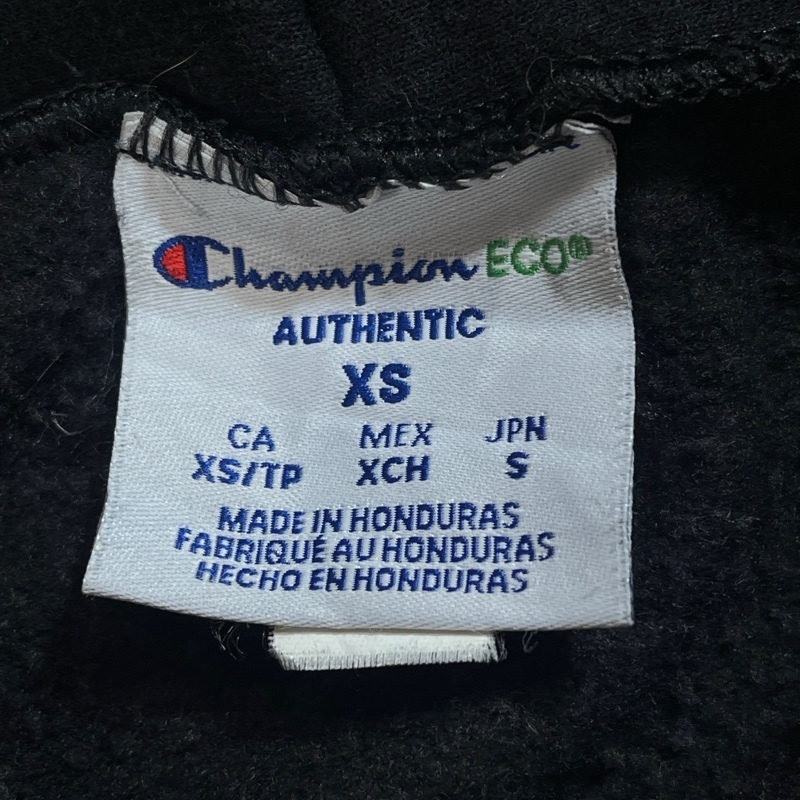 Champion ECO®
AUTHENTIC
XS
CA MEX JPN
XS/TP XCH S
MADE IN HONDURAS
FABRIQUÉ AU HONDURAS
HECHO EN HONDURAS